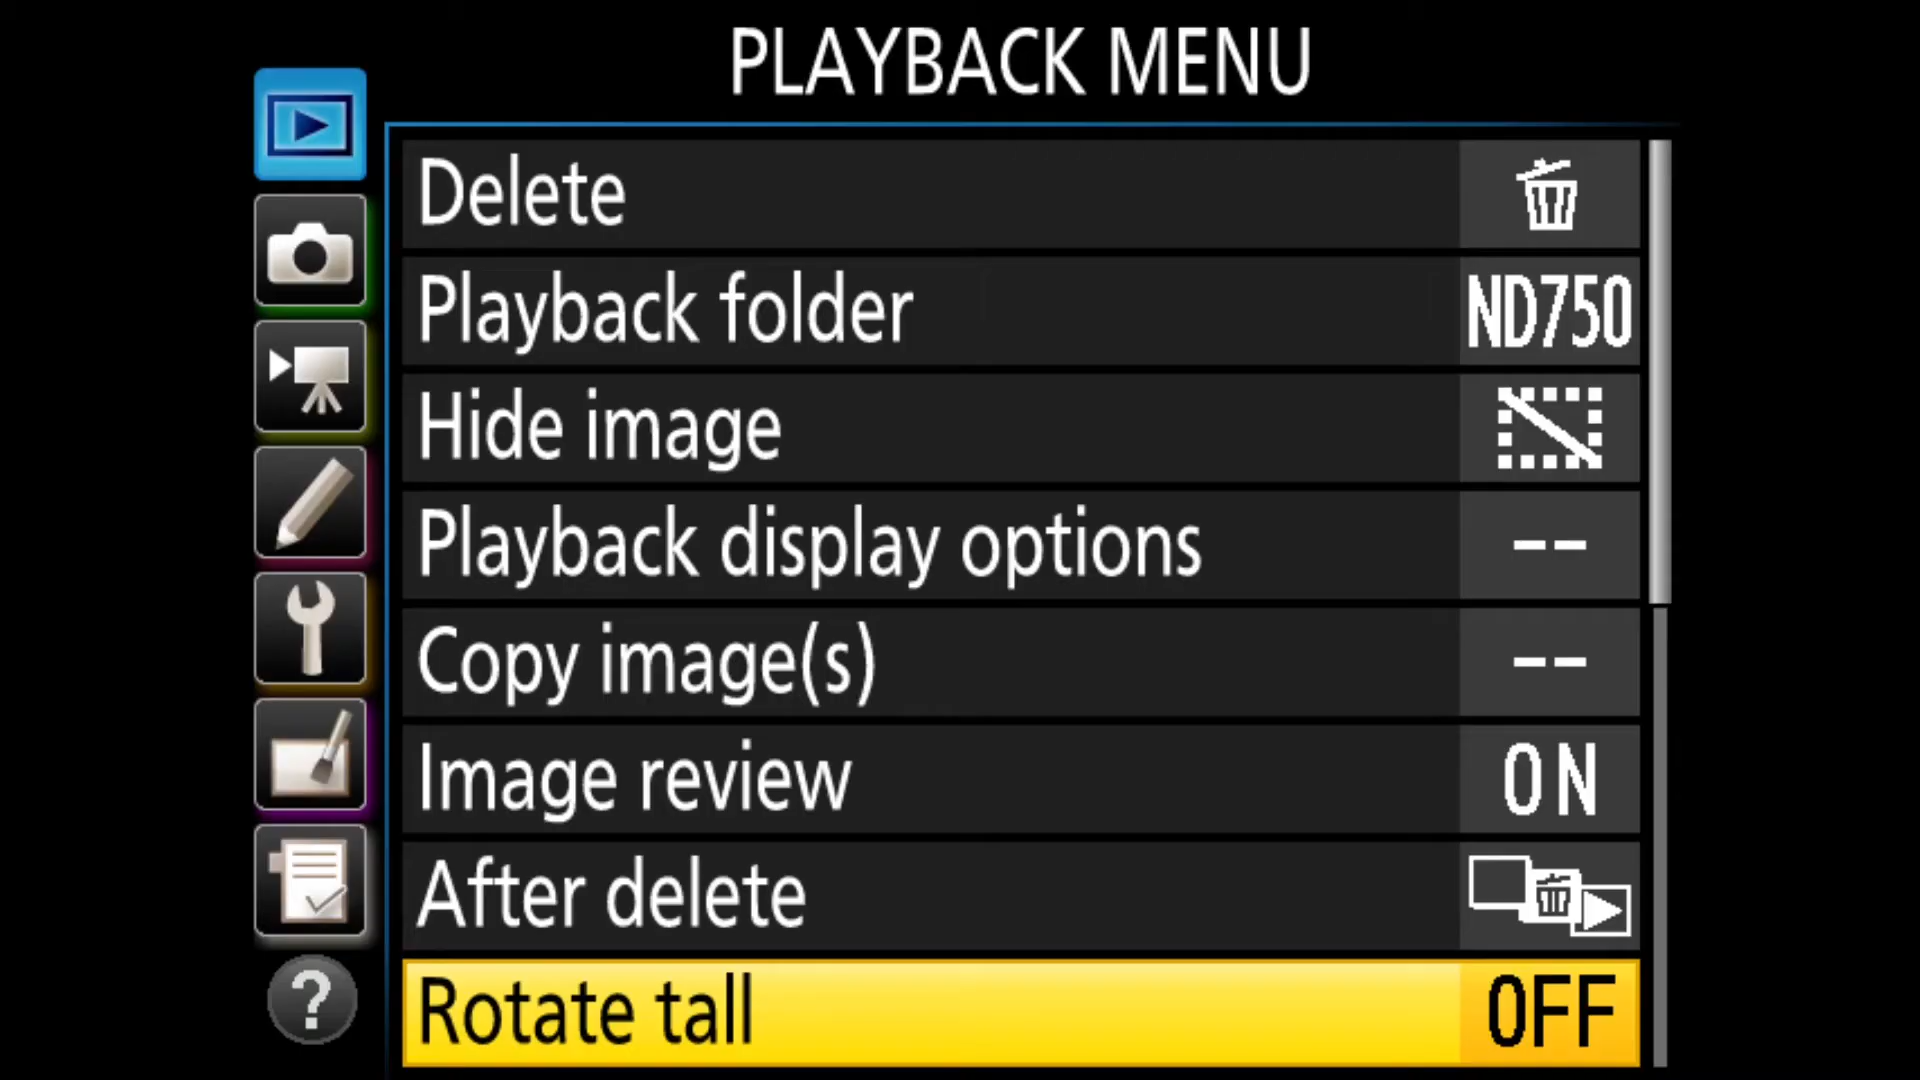 PLAYBACK MENU
Delete
Playback folder ND750
Hide image
Playback display options --
Copy image(s) --
Image review ON
After delete
Rotate tall OFF
?